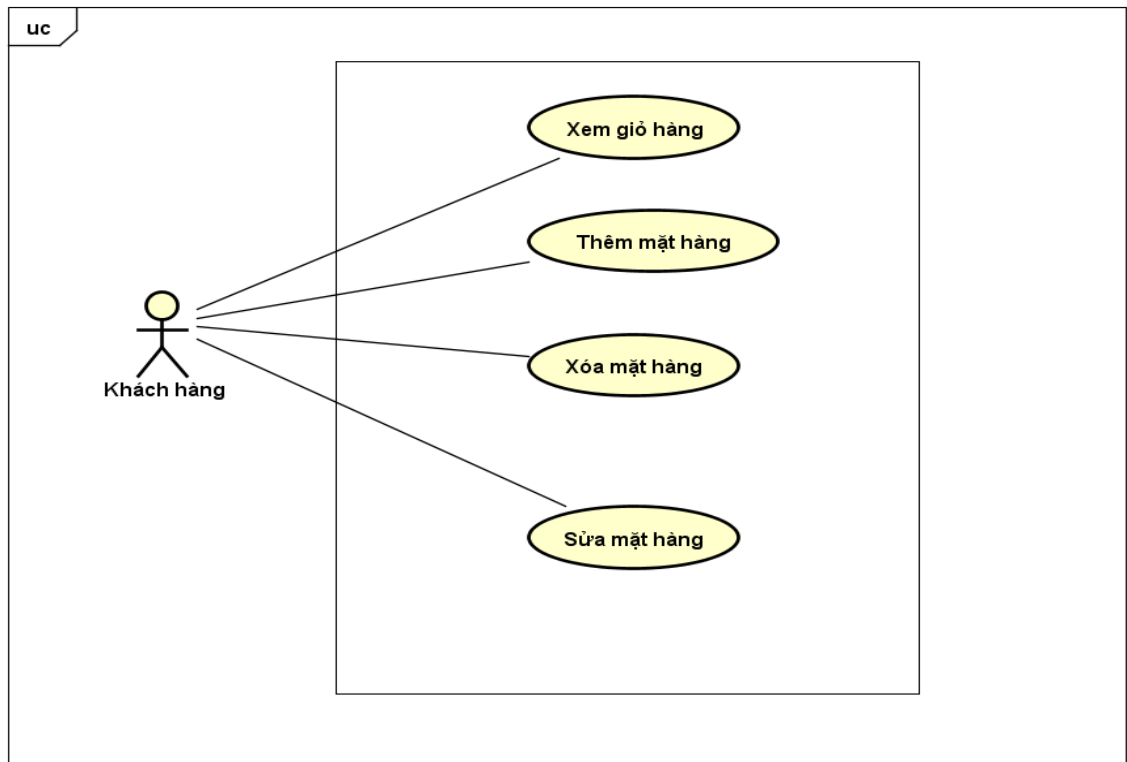 uc
Xem giỏ hàng
Thêm mặt hàng
Xóa mặt hàng
Khách hàng
Sửa mặt hàng